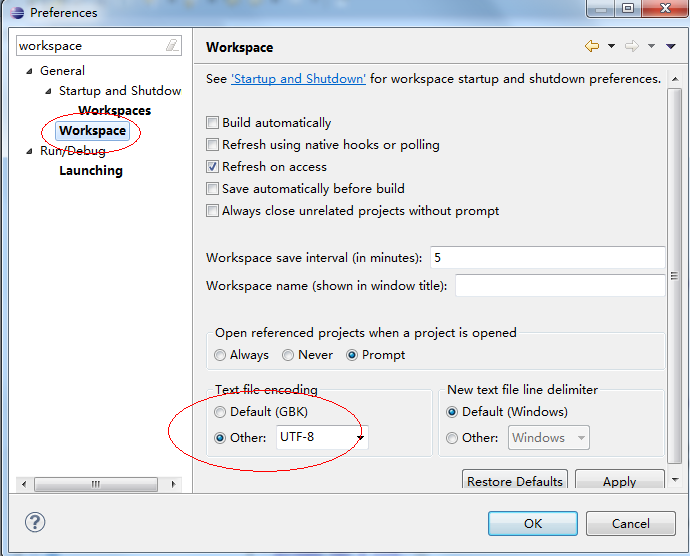 Preferences
workspace
General
Startup and Shutdow
Workspaces
Workspace
Run/Debug
Launching
Workspace
See 'Startup and Shutdown' for workspace startup and shutdown preferences.
Build automatically
Refresh using native hooks or polling
Refresh on access
Save automatically before build
Always close unrelated projects without prompt
Workspace save interval (in minutes): 5
Workspace name (shown in window title):
Open referenced projects when a project is opened
Always Never Prompt
Text file encoding
Default (GBK)
Other: UTF-8
New text file line delimiter
Default (Windows)
Other: Windows
Restore Defaults Apply
OK Cancel